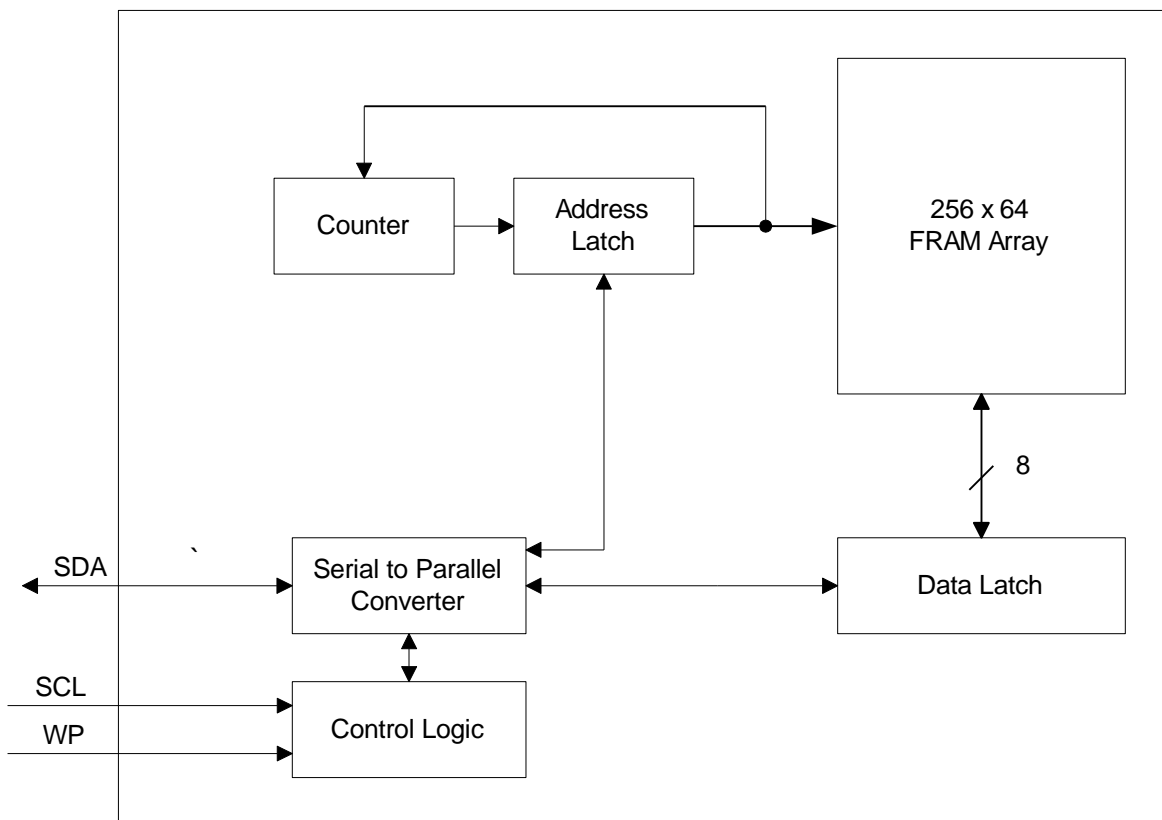 Counter
Address
Latch
256 x 64
FRAM Array
8
SDA
`
Serial to Parallel
Converter
Data Latch
SCL
WP
Control Logic